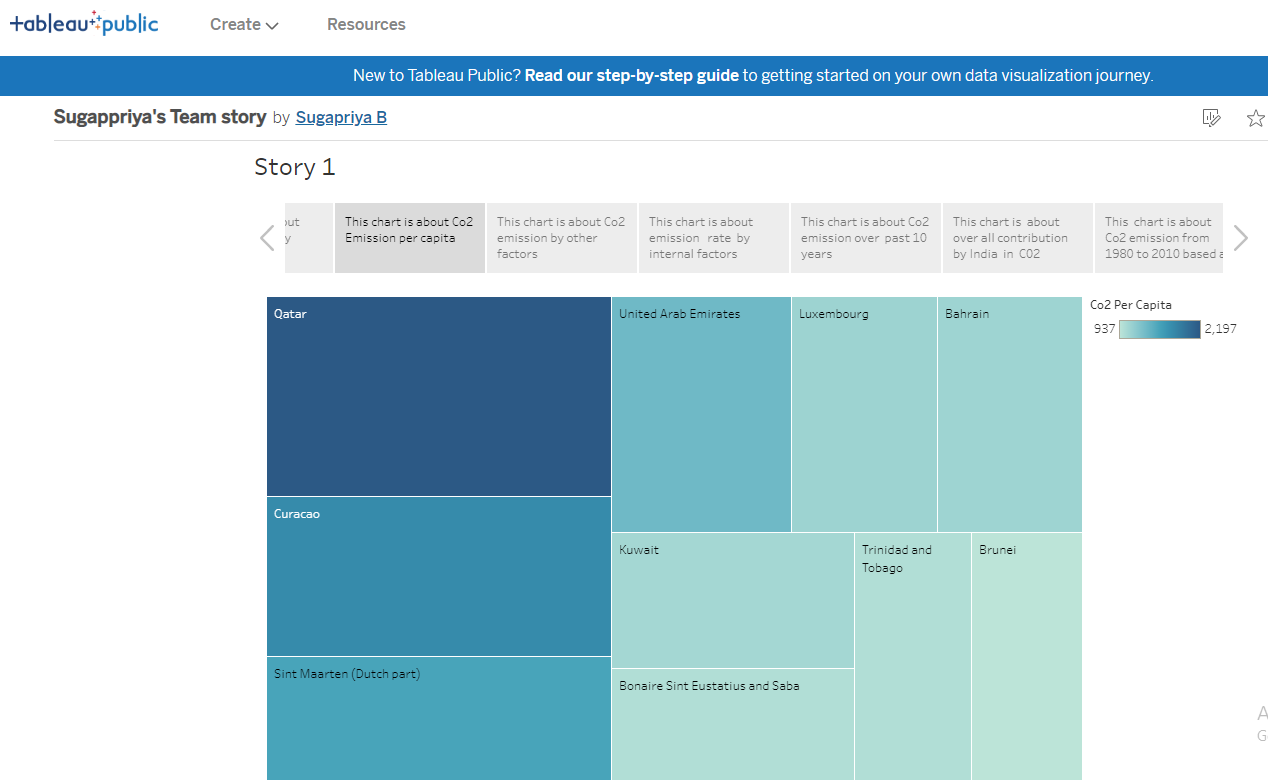 tableau public
Create
Resources
New to Tableau Public? Read our step-by-step guide to getting started on your own data visualization journey.
Sugappriya's Team story by Sugapriya B
Story 1
This chart is about Co2
Emission per capita
This chart is about Co2
emission by other
factors
This chart is about
emission rate by
internal factors
This chart is about Co2
emission over past 10
years
This chart is about
over all contribution
by India in C02
This chart is about
Co2 emission from
1980 to 2010 based
Qatar
United Arab Emirates
Luxembourg
Bahrain
Co2 Per Capita
937
2,197
Curacao
Kuwait
Trinidad and
Tobago
Brunei
Sint Maarten (Dutch part)
Bonaire Sint Eustatius and Saba